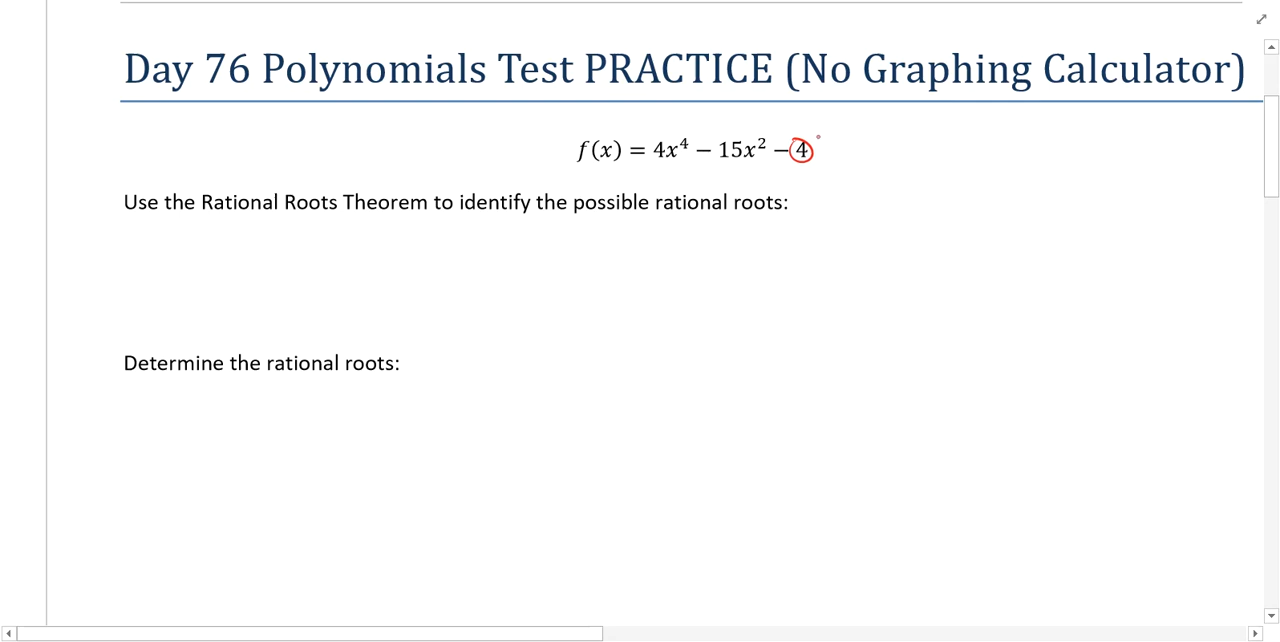 Day 76 Polynomials Test PRACTICE (No Graphing Calculator)
f(x) = 4x⁴ − 15x² − 4
Use the Rational Roots Theorem to identify the possible rational roots:
Determine the rational roots: